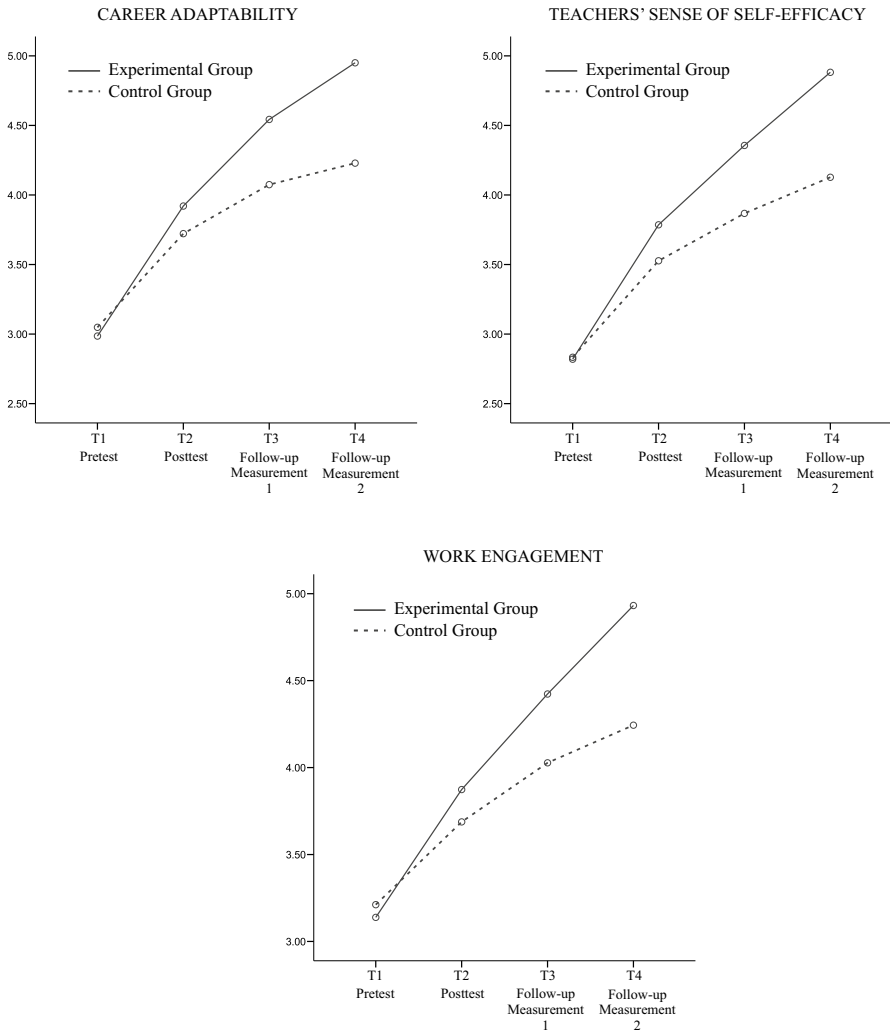 CAREER ADAPTABILITY
5.00
4.50
4.00
3.50
3.00
2.50
Experimental Group
Control Group
T1
Pretest
T2
Posttest
T3
Follow-up
Measurement
1
T4
Follow-up
Measurement
2
TEACHERS’ SENSE OF SELF-EFFICACY
5.00
4.50
4.00
3.50
3.00
2.50
Experimental Group
Control Group
T1
Pretest
T2
Posttest
T3
Follow-up
Measurement
1
T4
Follow-up
Measurement
2
WORK ENGAGEMENT
5.00
4.50
4.00
3.50
3.00
Experimental Group
Control Group
T1
Pretest
T2
Posttest
T3
Follow-up
Measurement
1
T4
Follow-up
Measurement
2